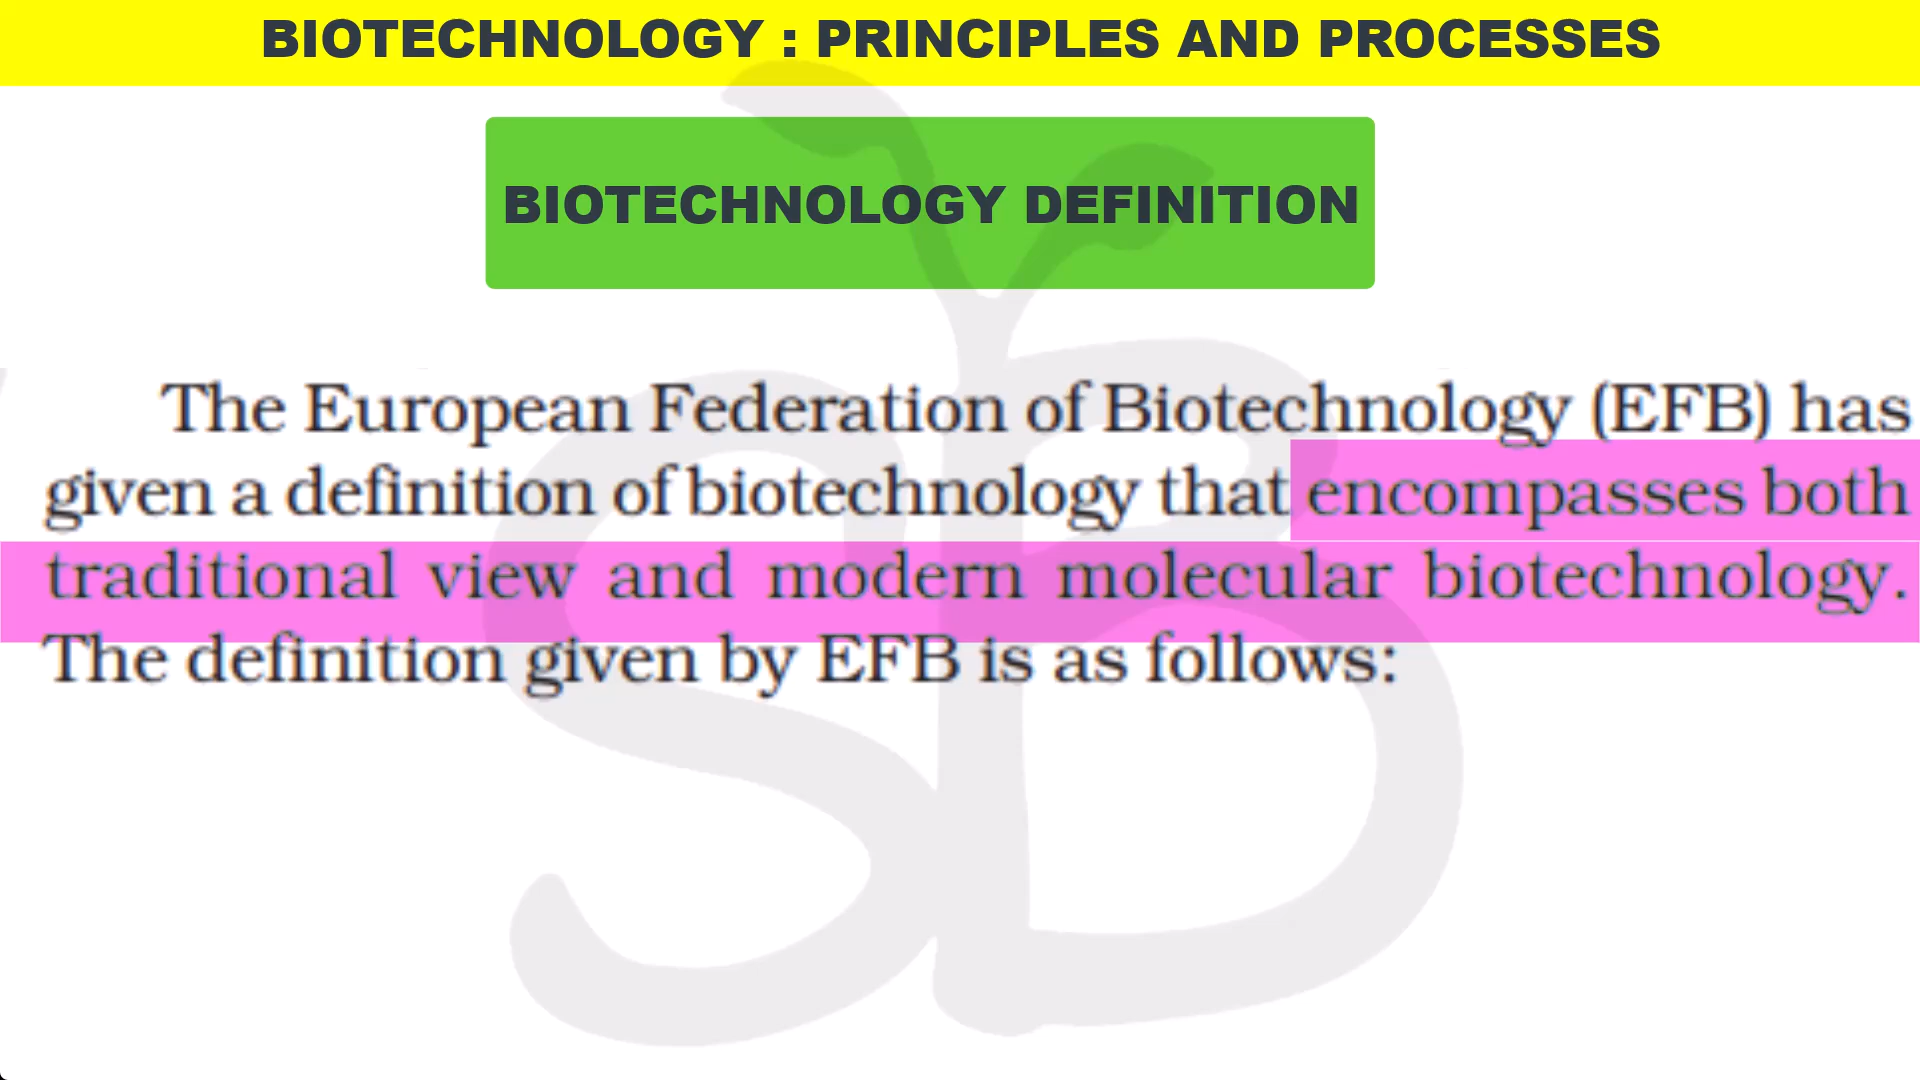 BIOTECHNOLOGY : PRINCIPLES AND PROCESSES
BIOTECHNOLOGY DEFINITION
The European Federation of Biotechnology (EFB) has
given a definition of biotechnology that encompasses both
traditional view and modern molecular biotechnology.
The definition given by EFB is as follows:
SB